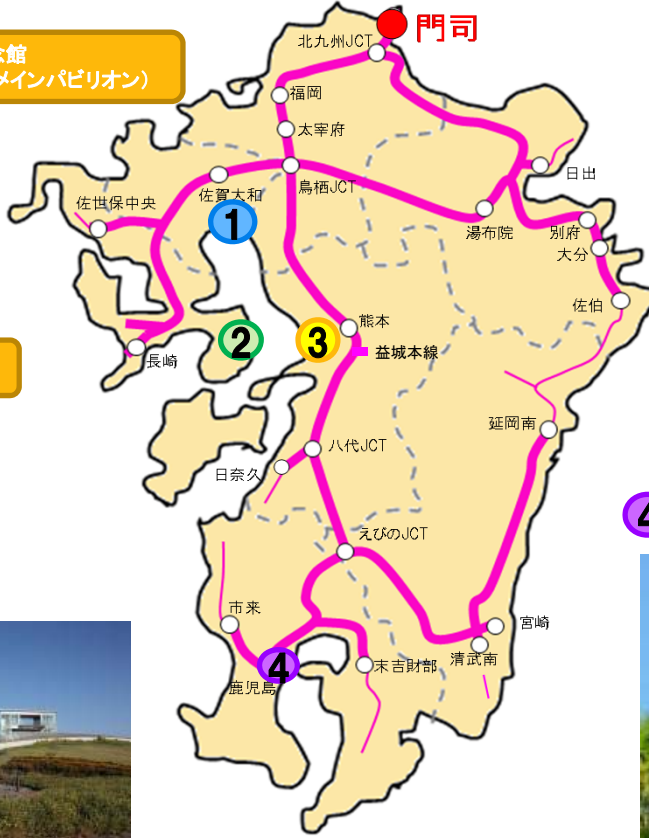 門司
北九州JCT
念館
メインパビリオン）
福岡
太宰府
日出
佐世保中央
佐賀大和
鳥栖JCT
1
湯布院
別府
大分
佐伯
熊本
2
3
益城本線
長崎
延岡南
八代JCT
日奈久
4
えびのJCT
市来
宮崎
清武南
4
末吉財部
鹿児島